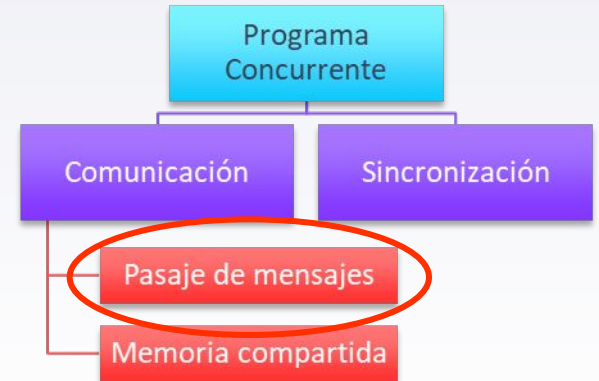 Programa
Concurrente
Comunicación
Sincronización
Pasaje de mensajes
Memoria compartida